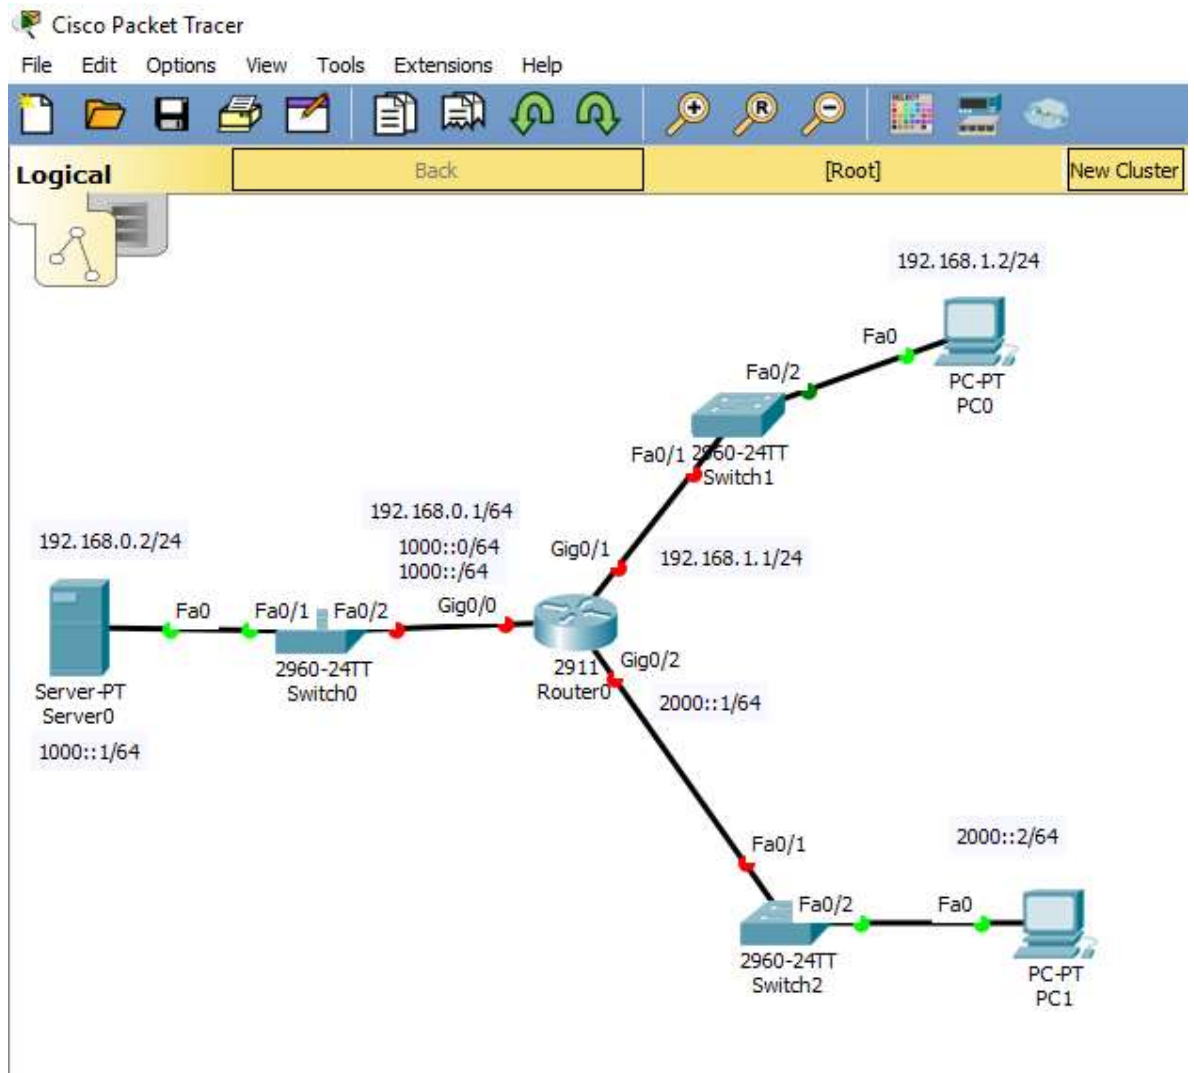 Cisco Packet Tracer
File Edit Options View Tools Extensions Help
SELECT
R
Logical
Back
[Root]
New Cluster
192.168.1.2/24
Fa0
Fa0/2
PC-PT
PC0
Fa0/1
2960-24TT
Switch1
192.168.0.1/64
192.168.0.2/24
1000::0/64
1000::/64
Gig0/1
192.168.1.1/24
Fa0
Fa0/1
Fa0/2
Gig0/0
2960-24TT
Switch0
2911
Router0
Gig0/2
2000::1/64
Server-PT
Server0
1000::1/64
Fa0/1
2000::2/64
Fa0/2
Fa0
2960-24TT
Switch2
PC-PT
PC1